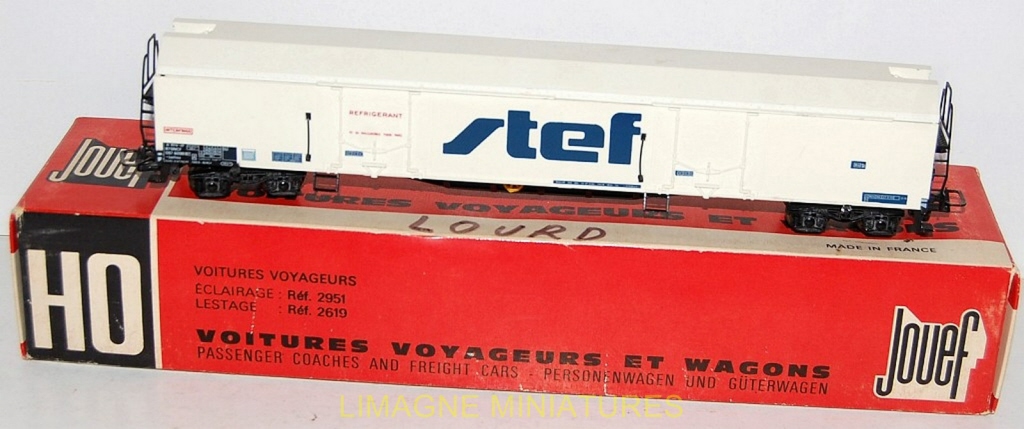 REFRIGERANT
stef
Jouef
VOITURES VOYAGEURS ET
LOURD
MADE IN FRANCE
HO
VOITURES VOYAGEURS
ÉCLAIRAGE : Réf. 2951
LESTAGE : Réf. 2619
VOITURES VOYAGEURS ET WAGONS
PASSENGER COACHES AND FREIGHT CARS - PERSONENWAGEN UND GÜTERWAGEN
Jouef
LIMAGNE MINIATURES